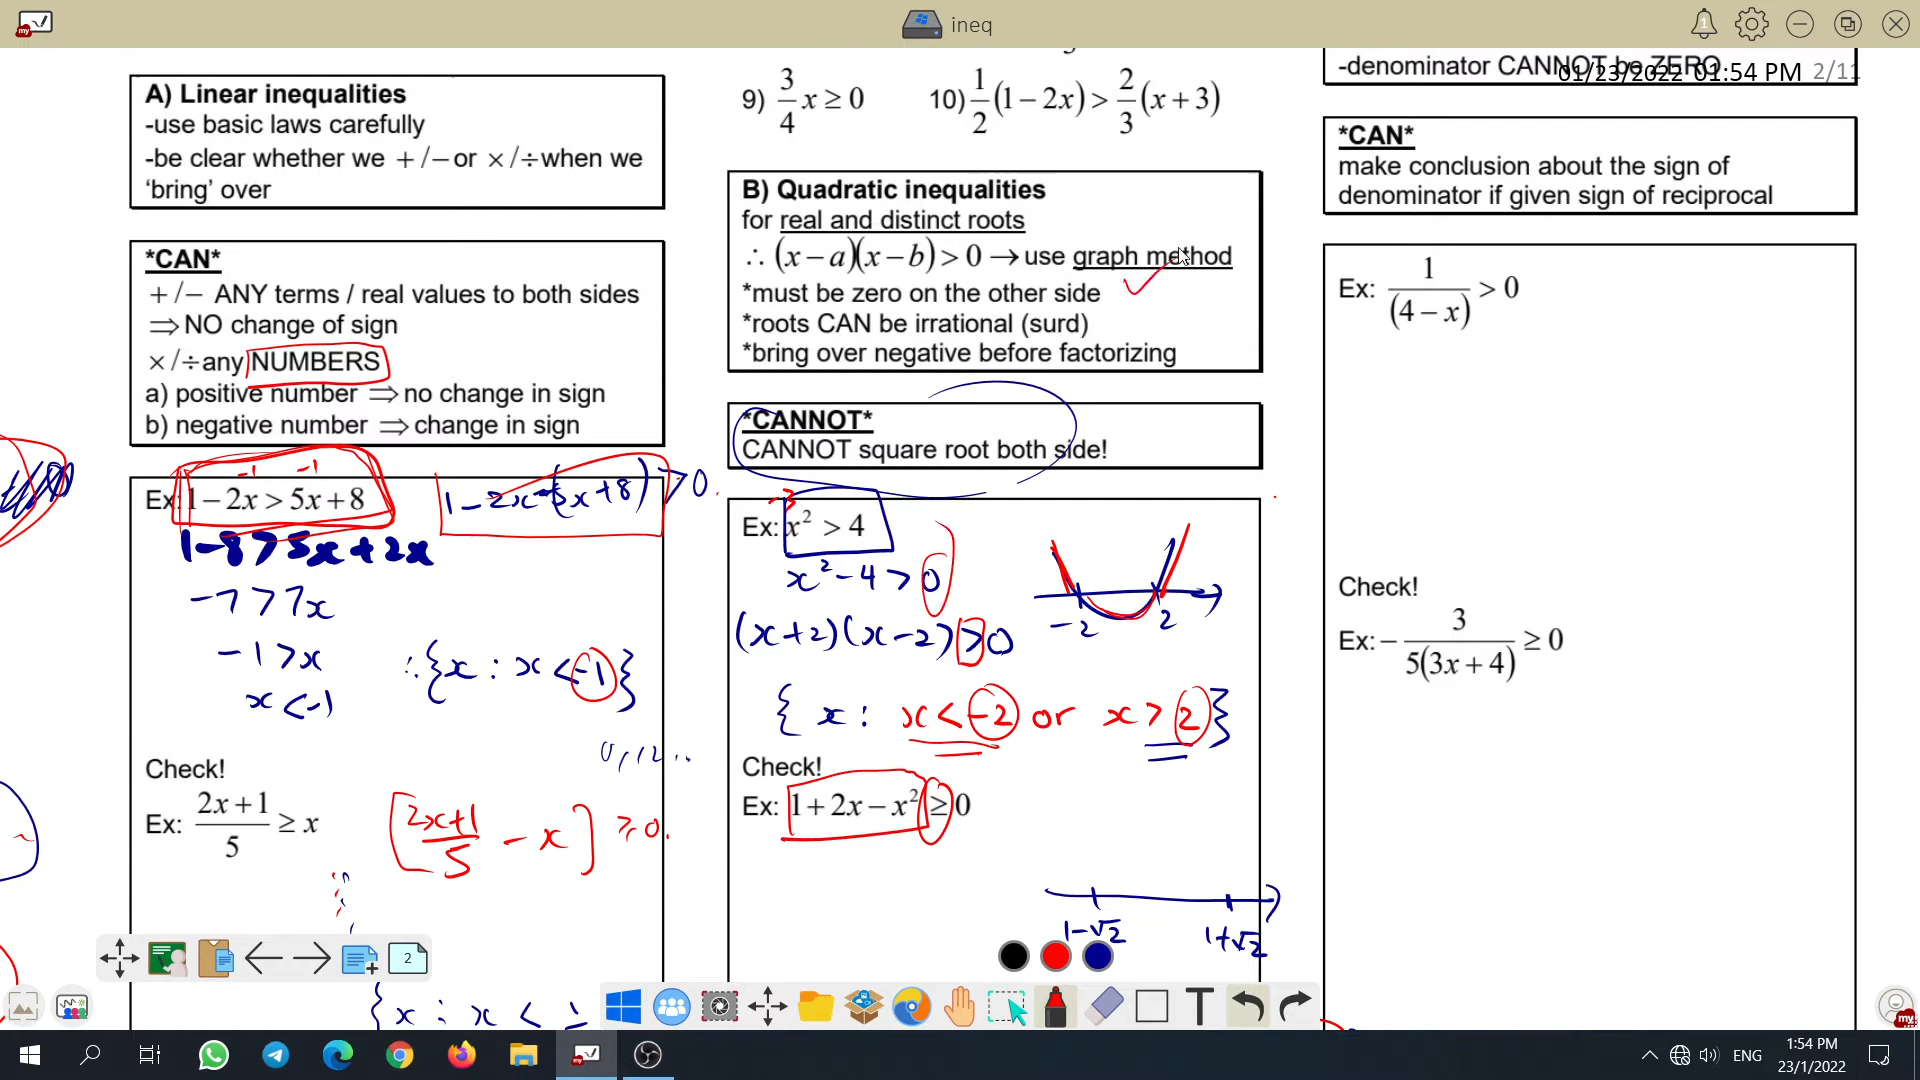 ineq
01/23/2022 01:54 PM 2/11
A) Linear inequalities
-use basic laws carefully
-be clear whether we +/− or ×/÷ when we
‘bring’ over
*CAN*
+/− ANY terms / real values to both sides
⇒ NO change of sign
×/÷ any NUMBERS
a) positive number ⇒ no change in sign
b) negative number ⇒ change in sign
-1 -1
Ex: 1 − 2x > 5x + 8
1 − 2x − (5x+8) > 0.
1−8 > 5x+2x
−7 > 7x
−1 > x
x < −1
∴ {x : x < −1}
Check!
Ex: (2x+1)/5 ≥ x
[(2x+1)/5 − x] ≥ 0.
{x : x <
9) 3/4 x ≥ 0 10) 1/2 (1 − 2x) > 2/3 (x + 3)
B) Quadratic inequalities
for real and distinct roots
∴ (x − a)(x − b) > 0 → use graph method
*must be zero on the other side
*roots CAN be irrational (surd)
*bring over negative before factorizing
*CANNOT*
CANNOT square root both side!
-3
Ex: x² > 4
x² − 4 > 0
(x+2)(x−2) > 0
−2 2
{x : x < −2 or x > 2}
Check!
Ex: 1 + 2x − x² ≥ 0
1−√2 1+√2
-denominator CANNOT be ZERO
*CAN*
make conclusion about the sign of
denominator if given sign of reciprocal
Ex: 1/(4 − x) > 0
Check!
Ex: − 3/(5(3x + 4)) ≥ 0
2
T
ENG
1:54 PM
23/1/2022